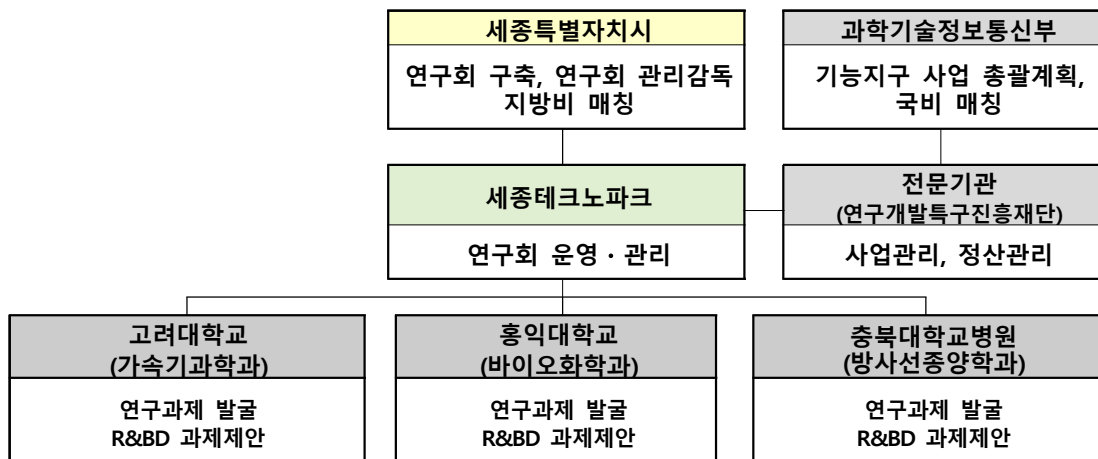 세종특별자치시
연구회 구축, 연구회 관리감독
지방비 매칭
과학기술정보통신부
기능지구 사업 총괄계획,
국비 매칭
세종테크노파크
연구회 운영·관리
전문기관
(연구개발특구진흥재단)
사업관리, 정산관리
고려대학교
(가속기과학과)
연구과제 발굴
R&BD 과제제안
홍익대학교
(바이오화학과)
연구과제 발굴
R&BD 과제제안
충북대학교병원
(방사선종양학과)
연구과제 발굴
R&BD 과제제안